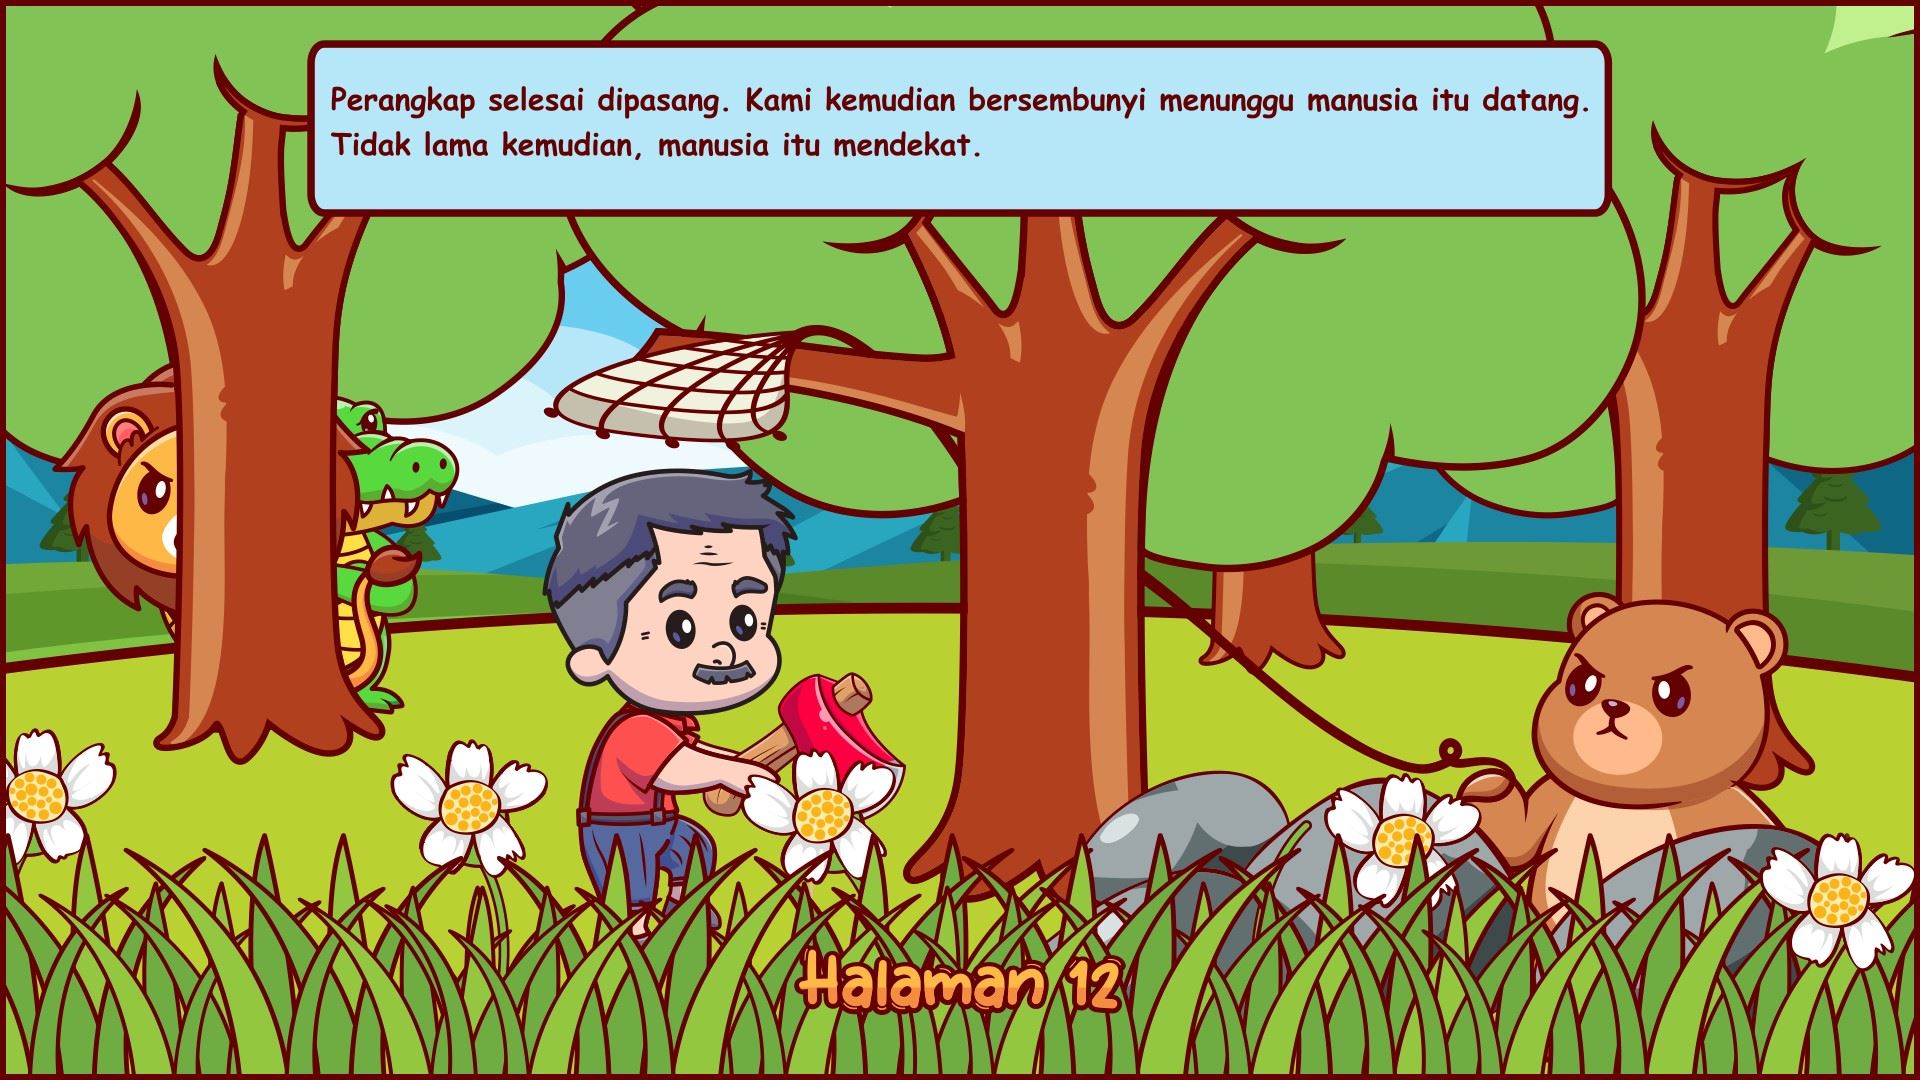 Perangkap selesai dipasang. Kami kemudian bersembunyi menunggu manusia itu datang.
Tidak lama kemudian, manusia itu mendekat.
Halaman 12